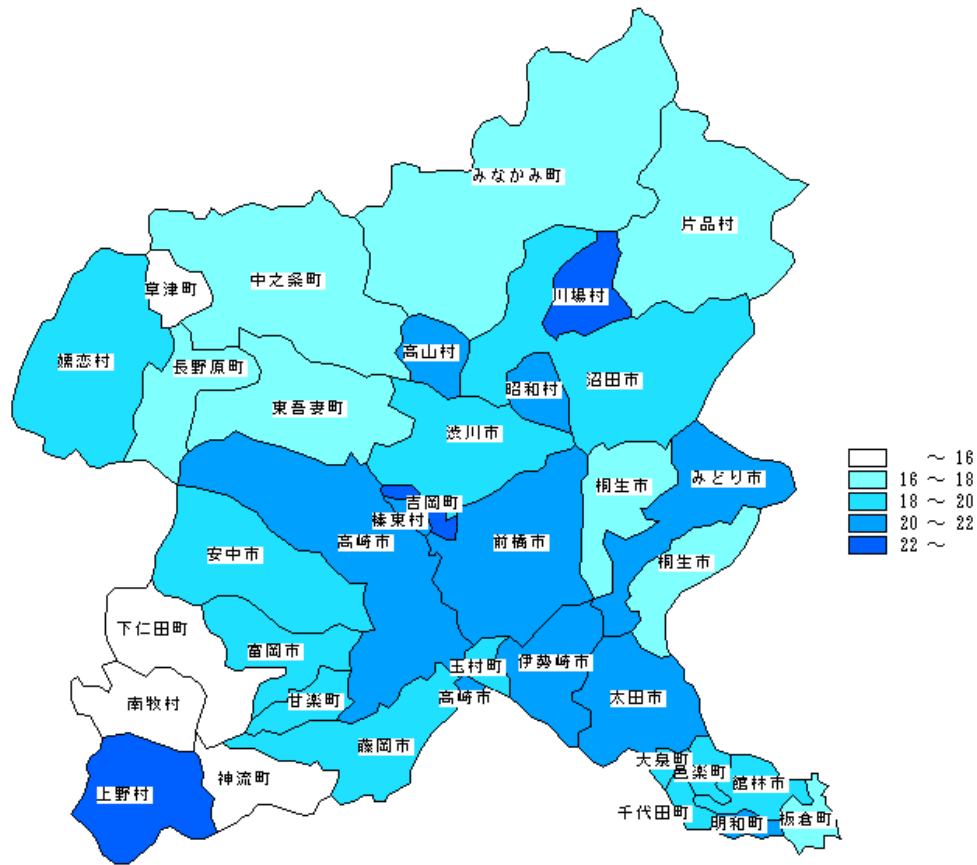 みなかみ町
片品村
中之条町
草津町
川場村
高山村
嬬恋村
長野原町
昭和村
沼田市
東吾妻町
渋川市
みどり市
桐生市
吉岡町
榛東村
高崎市
前橋市
安中市
桐生市
下仁田町
富岡市
玉村町
伊勢崎市
南牧村
甘楽町
高崎市
太田市
藤岡市
大泉町
邑楽町
館林市
神流町
上野村
千代田町
明和町
板倉町
～ 16
16 ～ 18
18 ～ 20
20 ～ 22
22 ～